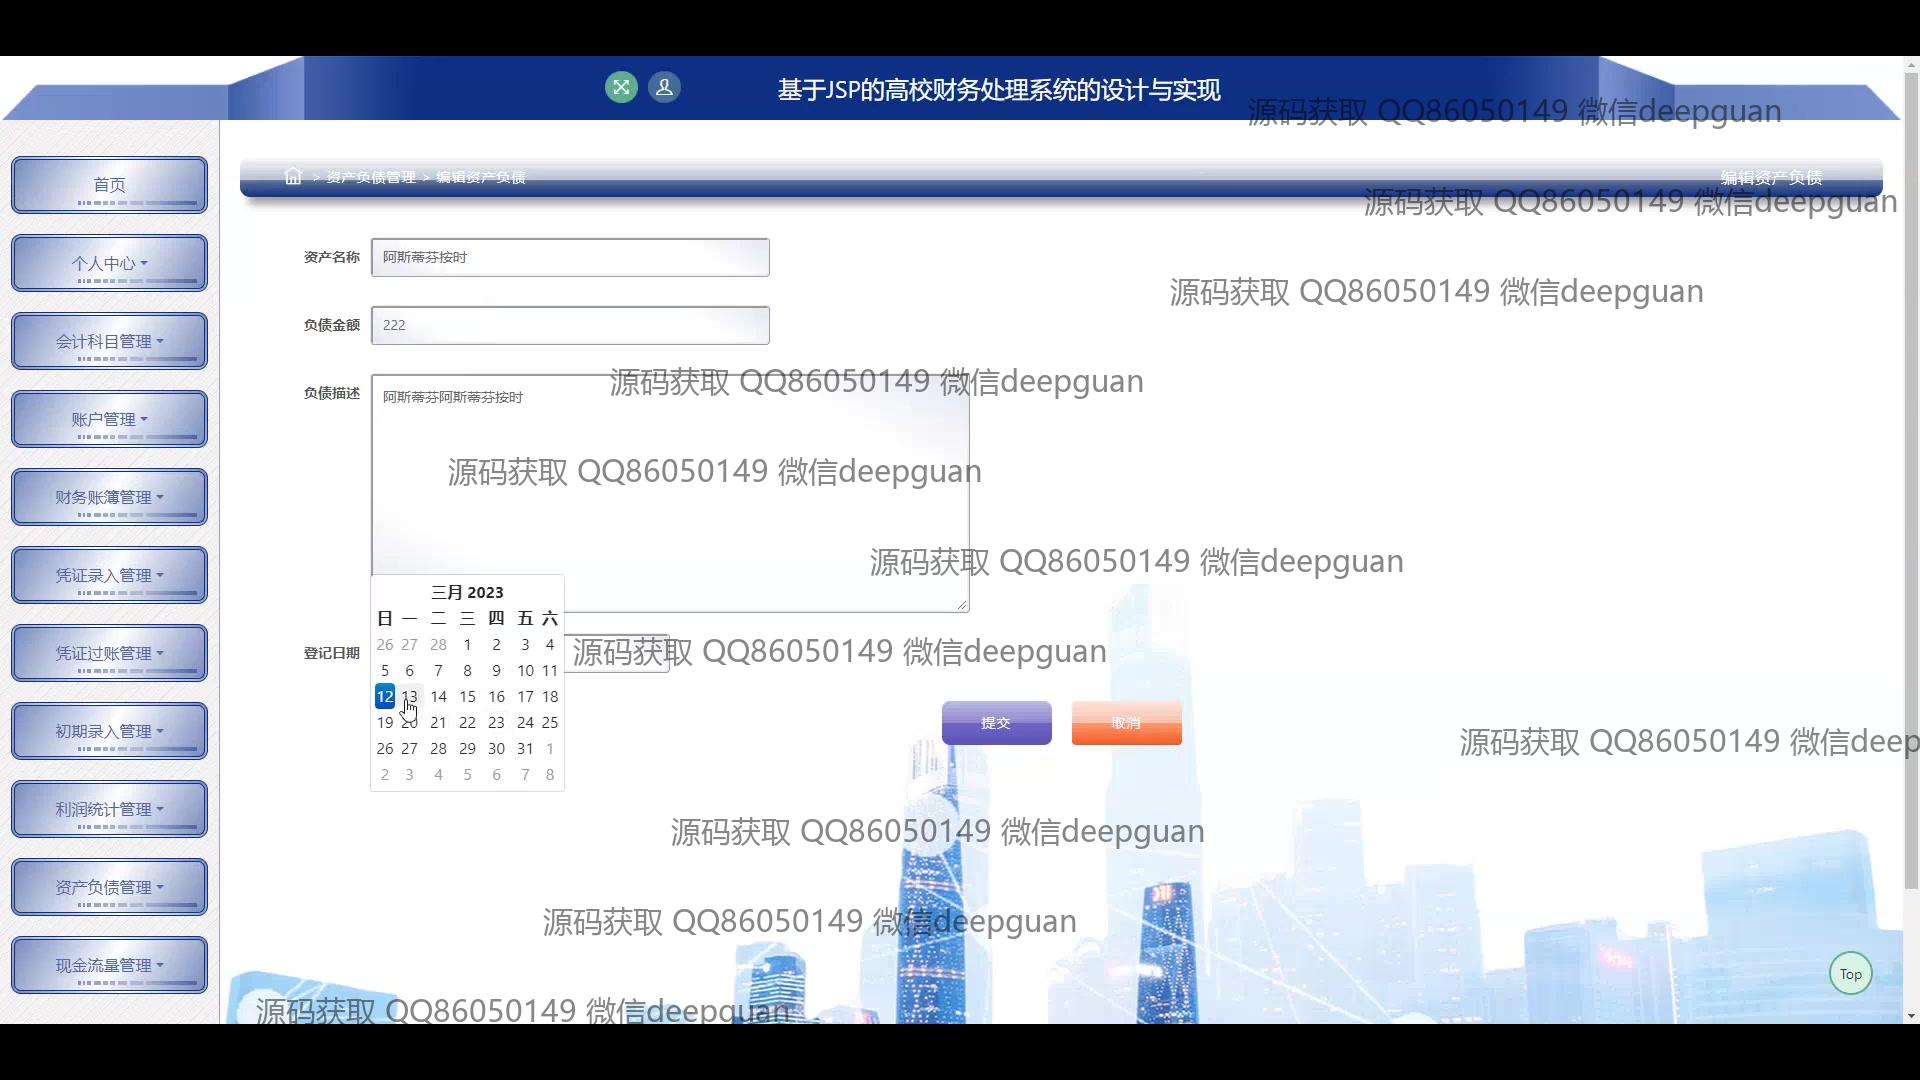 基于JSP的高校财务处理系统的设计与实现
源码获取 QQ86050149 微信deepguan
首页
> 资产负债管理 > 编辑资产负债
编辑资产负债
源码获取 QQ86050149 微信deepguan
个人中心
资产名称
阿斯蒂芬按时
源码获取 QQ86050149 微信deepguan
会计科目管理
负债金额
222
源码获取 QQ86050149 微信deepguan
负债描述
阿斯蒂芬阿斯蒂芬按时
账户管理
源码获取 QQ86050149 微信deepguan
财务账簿管理
源码获取 QQ86050149 微信deepguan
凭证录入管理
三月 2023
日 一 二 三 四 五 六
26 27 28 1 2 3 4
5 6 7 8 9 10 11
12 13 14 15 16 17 18
19 20 21 22 23 24 25
26 27 28 29 30 31 1
2 3 4 5 6 7 8
登记日期
源码获取 QQ86050149 微信deepguan
凭证过账管理
提交
取消
初期录入管理
源码获取 QQ86050149 微信deep
利润统计管理
源码获取 QQ86050149 微信deepguan
资产负债管理
源码获取 QQ86050149 微信deepguan
现金流量管理
Top
源码获取 QQ86050149 微信deepguan